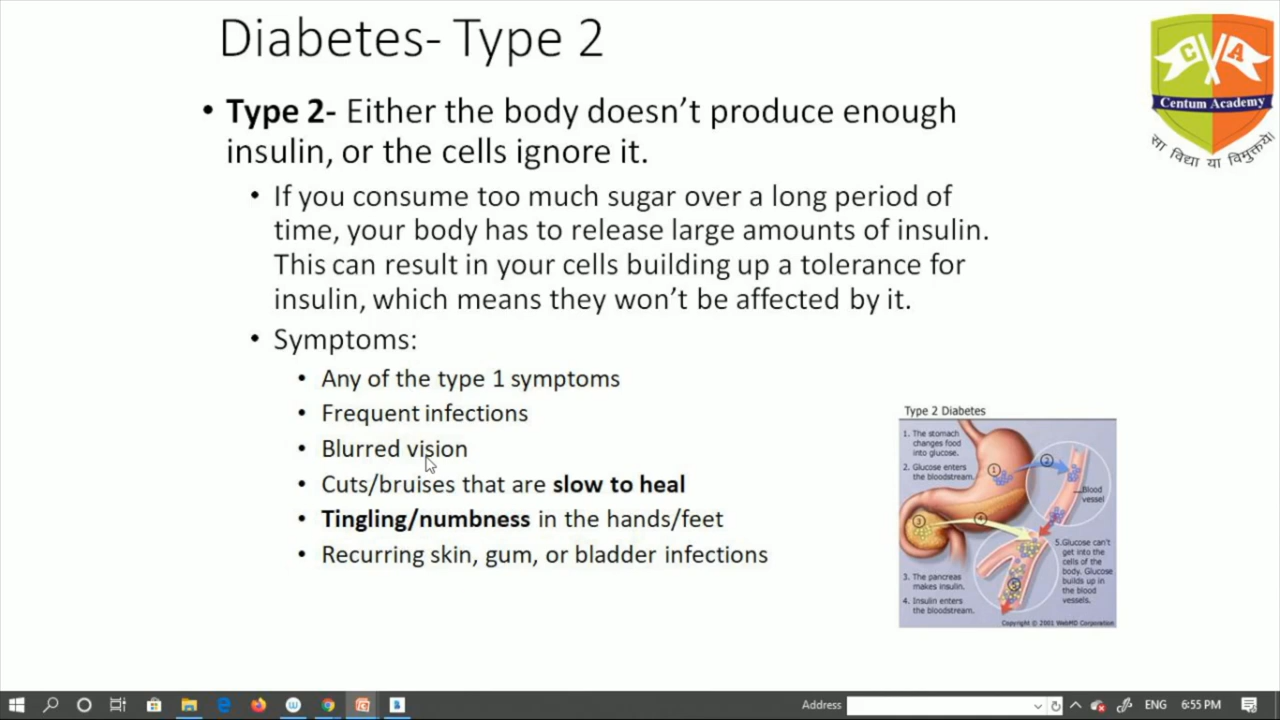 Diabetes- Type 2
C A
Centum Academy
सा विद्या या विमुक्तये।
• Type 2- Either the body doesn't produce enough
insulin, or the cells ignore it.
• If you consume too much sugar over a long period of
time, your body has to release large amounts of insulin.
This can result in your cells building up a tolerance for
insulin, which means they won't be affected by it.
• Symptoms:
• Any of the type 1 symptoms
• Frequent infections
• Blurred vision
• Cuts/bruises that are slow to heal
• Tingling/numbness in the hands/feet
• Recurring skin, gum, or bladder infections
Type 2 Diabetes
1. The stomach
changes food
into glucose.
2. Glucose enters
the bloodstream.
1
2
Blood
vessel
3
4
5
3. The pancreas
makes insulin.
4. Insulin enters
the bloodstream.
5.Glucose can't
get into the
cells of the
body. Glucose
builds up in
the blood
vessels.
Copyright © 2001 WebMD Corporation
Address
ENG
6:55 PM